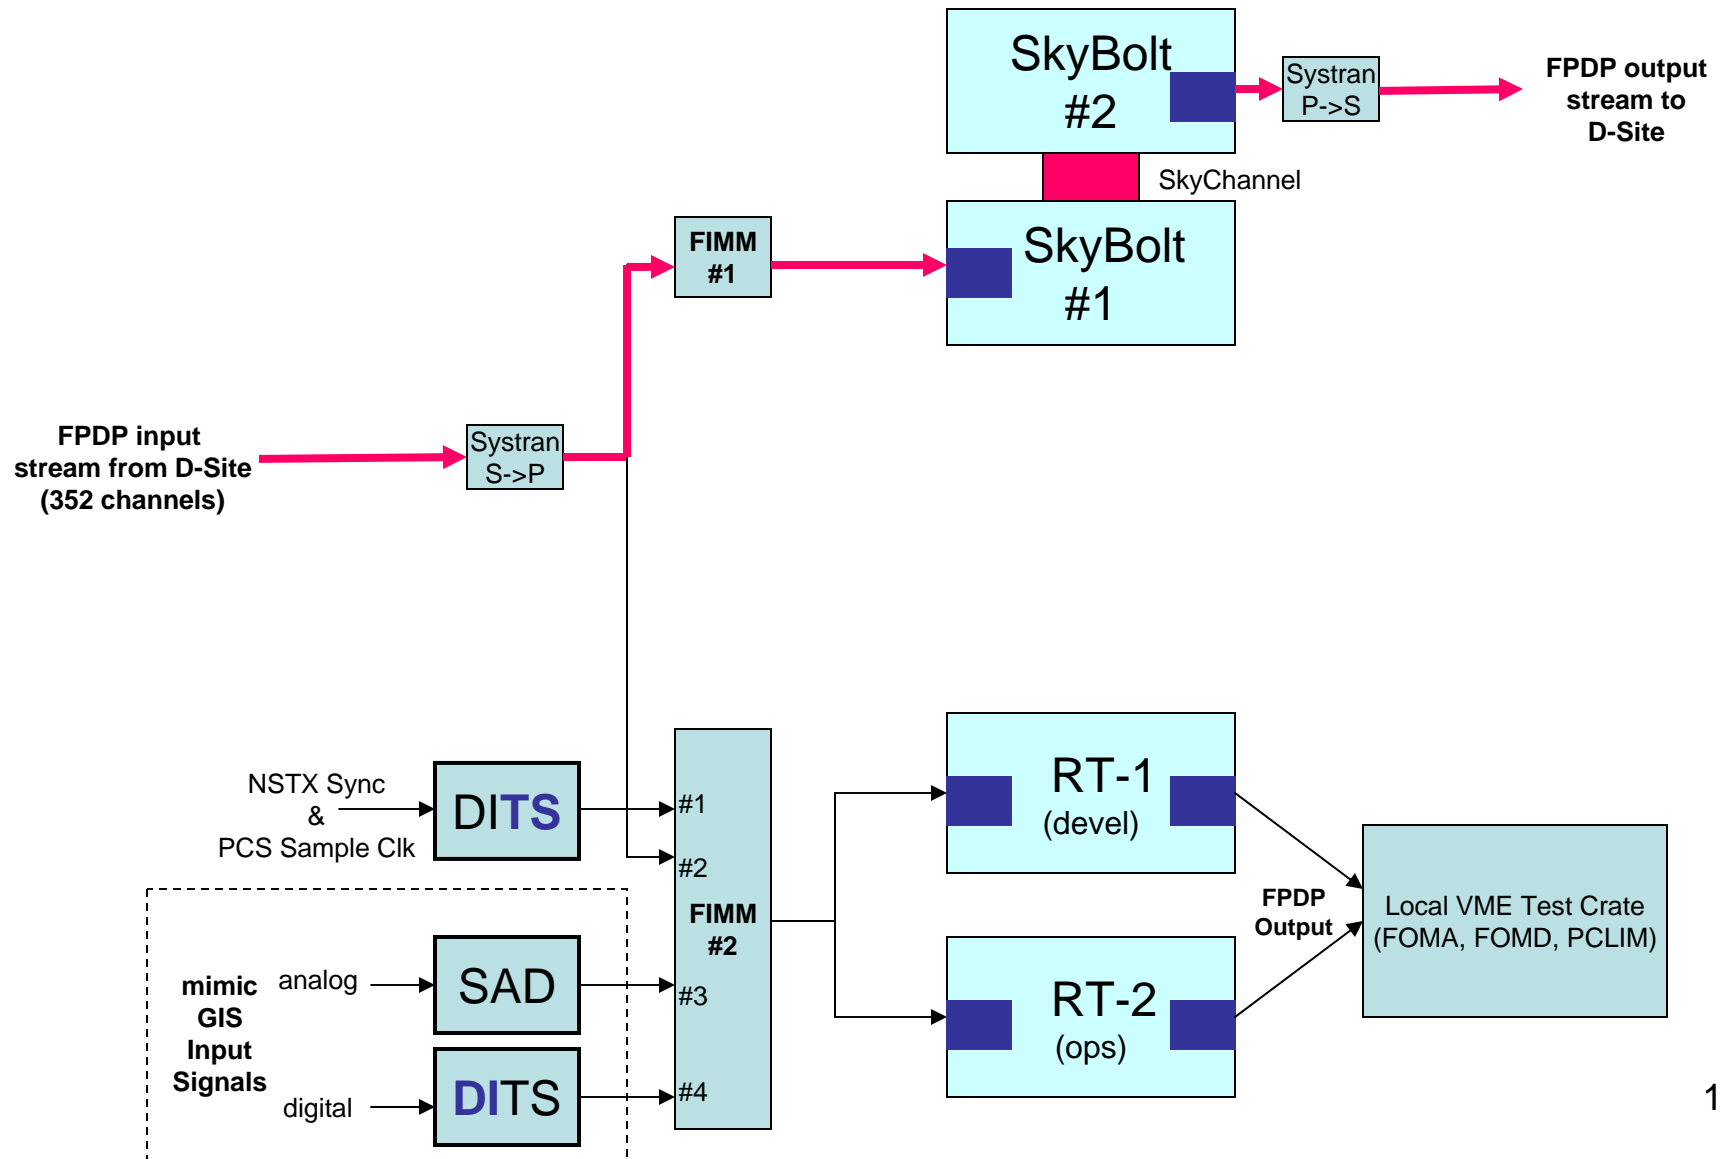 SkyBolt
#2
Systran
P->S
FPDP output
stream to
D-Site
SkyChannel
FIMM
#1
SkyBolt
#1
FPDP input
stream from D-Site
(352 channels)
Systran
S->P
NSTX Sync
&
PCS Sample Clk
DITS
#1
#2
FIMM
#2
#3
#4
mimic
GIS
Input
Signals
analog
SAD
digital
DITS
RT-1
(devel)
RT-2
(ops)
FPDP
Output
Local VME Test Crate
(FOMA, FOMD, PCLIM)
1